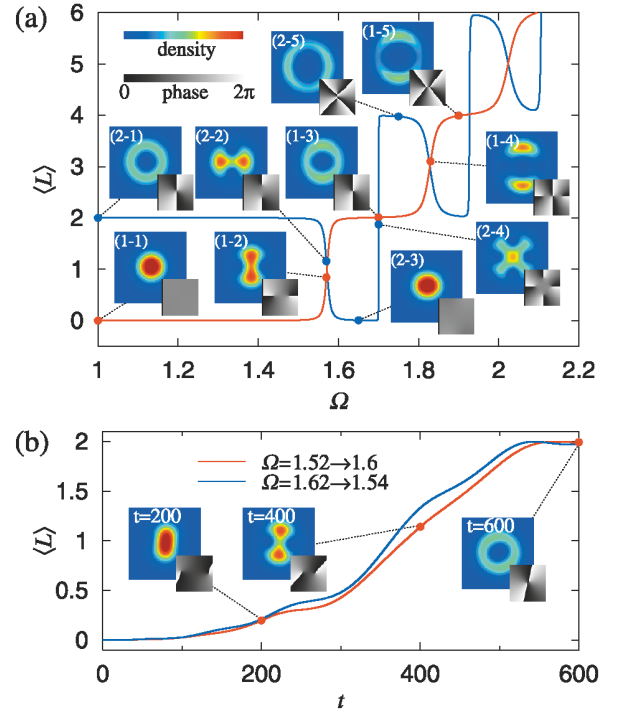 (a)
6
5
4
3
2
1
0
⟨L⟩
density
0 phase 2π
(2-5)
(1-5)
(2-1)
(2-2)
(1-3)
(1-4)
(1-1)
(1-2)
(2-3)
(2-4)
1 1.2 1.4 1.6 1.8 2 2.2
Ω
(b)
2
1.5
1
0.5
0
⟨L⟩
Ω=1.52→1.6
Ω=1.62→1.54
t=200
t=400
t=600
0 200 400 600
t